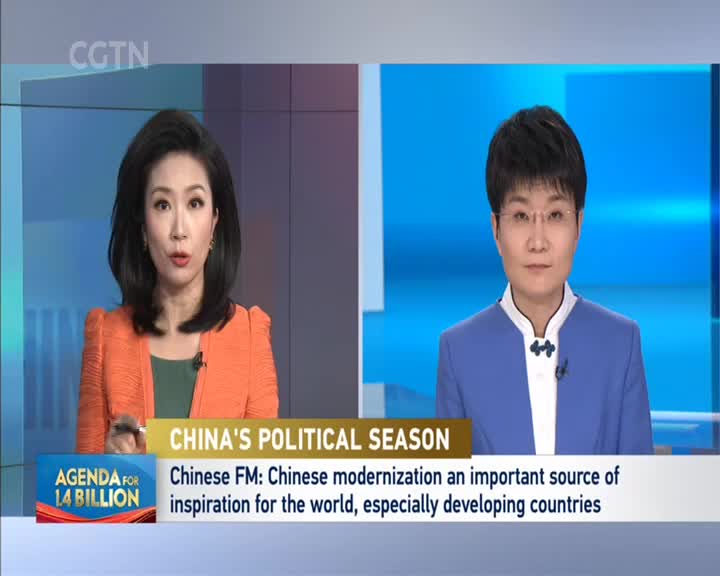 CGTN
CHINA'S POLITICAL SEASON
AGENDA FOR
1.4 BILLION
Chinese FM: Chinese modernization an important source of
inspiration for the world, especially developing countries